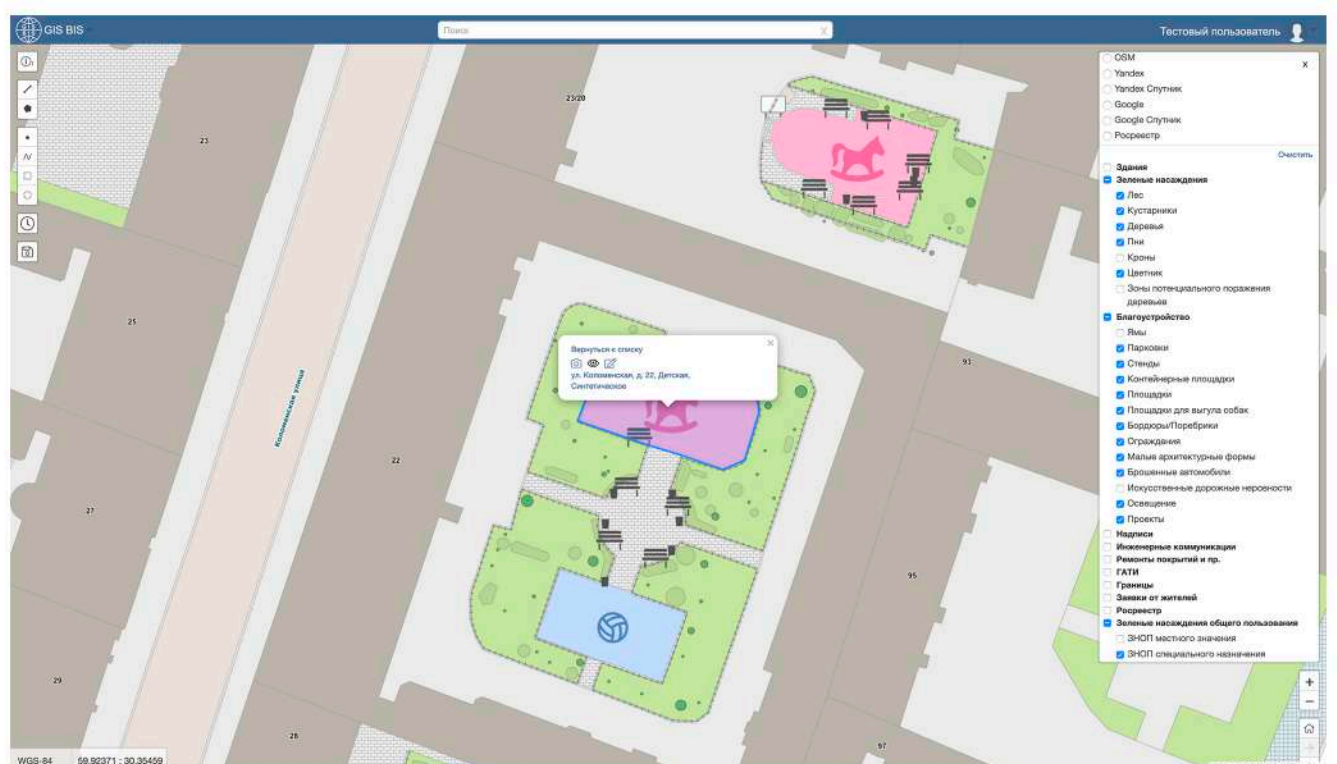 GIS BIS
Поиск
X
Тестовый пользователь
OSM
x
Yandex
Yandex Спутник
Google
Google Спутник
Росреестр
Очистить
Здания
Зеленые насаждения
Лес
Кустарники
Деревья
Пни
Кроны
Цветник
Зоны потенциального поражения
деревьев
Благоустройство
Ямы
Парковки
Стенды
Контейнерные площадки
Площадки
Площадки для выгула собак
Бордюры/Поребрики
Ограждения
Малые архитектурные формы
Брошенные автомобили
Искусственные дорожные неровности
Освещение
Проекты
Надписи
Инженерные коммуникации
Ремонты покрытий и пр.
ГАТИ
Границы
Заявки от жителей
Росреестр
Зеленые насаждения общего пользования
ЗНОП местного значения
ЗНОП специального назначения
23/20
23
25
Коломенская улица
Вернуться к списку
ул. Коломенская, д. 22, Детская,
Синтетическое
93
22
27
95
29
28
97
+
−
WGS-84 59.92371 : 30.35459